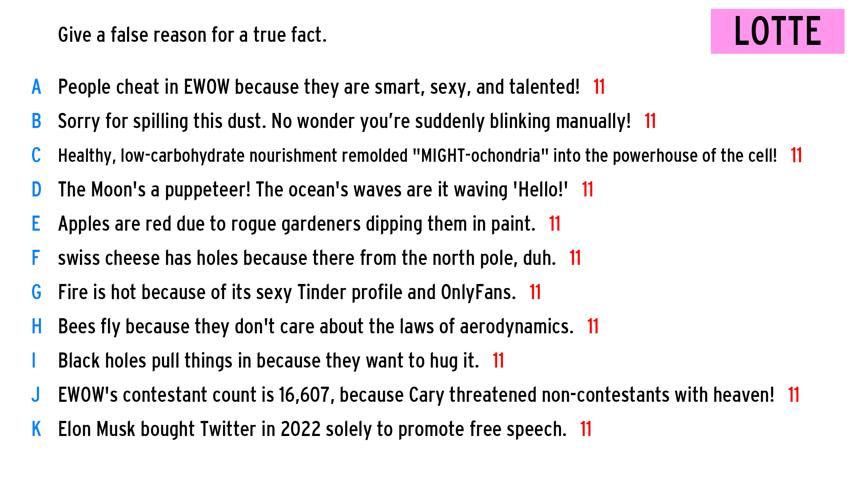 Give a false reason for a true fact.
LOTTE
A People cheat in EWOW because they are smart, sexy, and talented! 11
B Sorry for spilling this dust. No wonder you’re suddenly blinking manually! 11
C Healthy, low-carbohydrate nourishment remolded "MIGHT-ochondria" into the powerhouse of the cell! 11
D The Moon's a puppeteer! The ocean's waves are it waving 'Hello!' 11
E Apples are red due to rogue gardeners dipping them in paint. 11
F swiss cheese has holes because there from the north pole, duh. 11
G Fire is hot because of its sexy Tinder profile and OnlyFans. 11
H Bees fly because they don't care about the laws of aerodynamics. 11
I Black holes pull things in because they want to hug it. 11
J EWOW's contestant count is 16,607, because Cary threatened non-contestants with heaven! 11
K Elon Musk bought Twitter in 2022 solely to promote free speech. 11